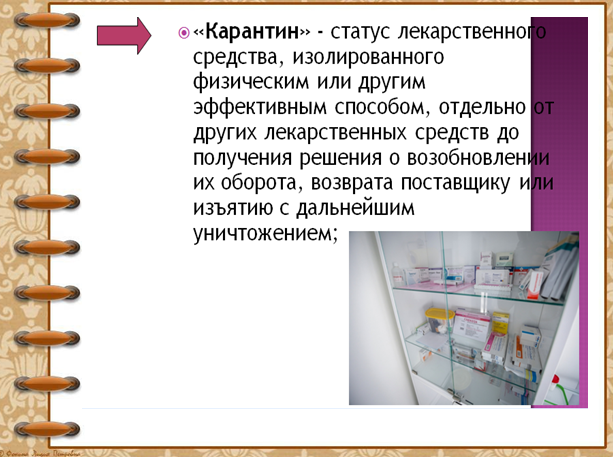 «Карантин» - статус лекарственного
средства, изолированного
физическим или другим
эффективным способом, отдельно от
других лекарственных средств до
получения решения о возобновлении
их оборота, возврата поставщику или
изъятию с дальнейшим
уничтожением;